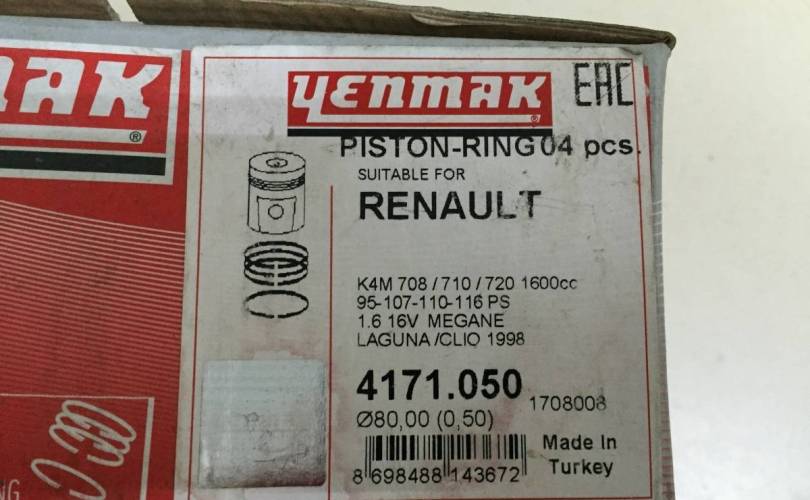 YENMAK
EAC
PISTON-RING 04 pcs.
SUITABLE FOR
RENAULT
K4M 708 / 710 / 720 1600cc
95-107-110-116 PS
1.6 16V MEGANE
LAGUNA /CLIO 1998
4171.050
1708008
Ø80,00 (0,50)
Made In
Turkey
8 698488 143672